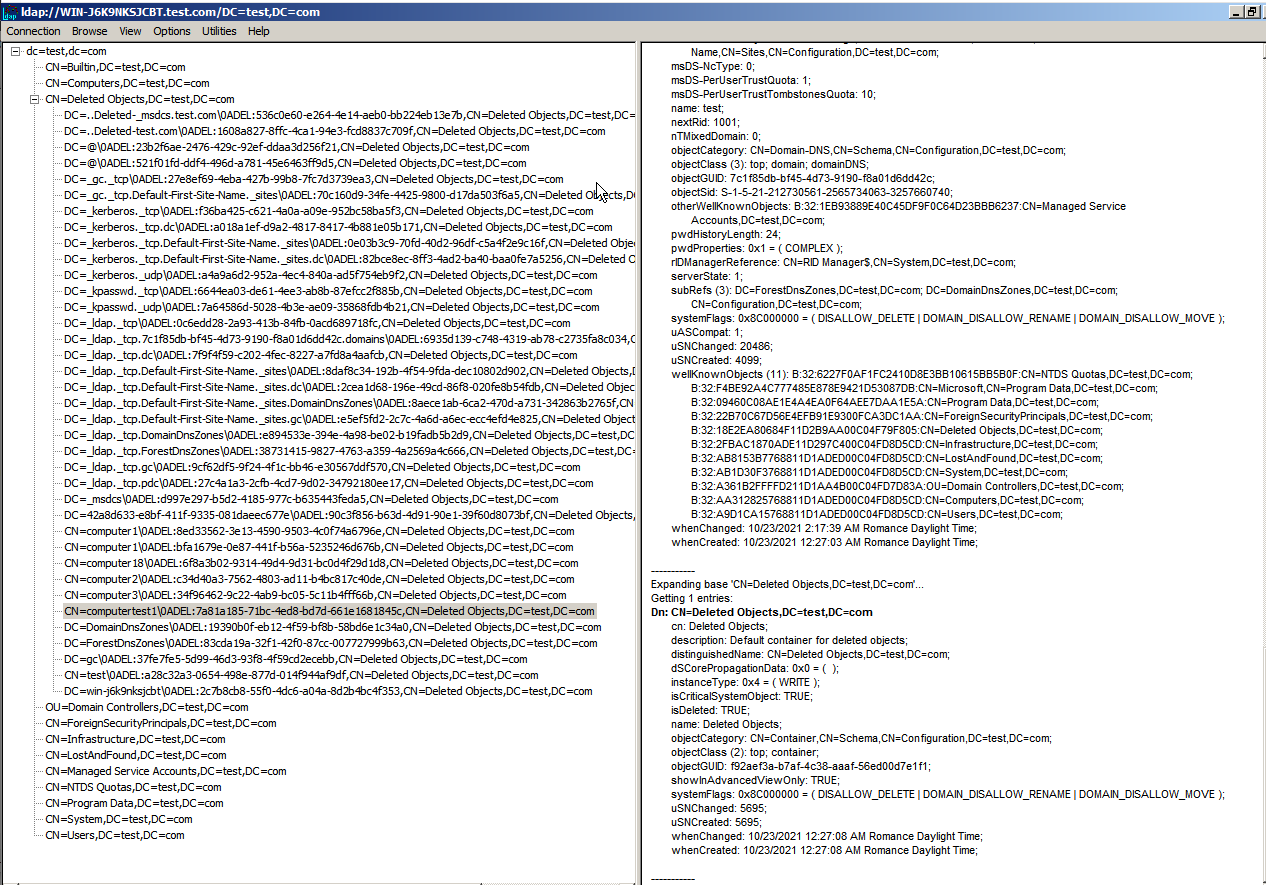 ldap://WIN-J6K9NKSJCBT.test.com/DC=test,DC=com
Connection Browse View Options Utilities Help
dc=test,dc=com
CN=Builtin,DC=test,DC=com
CN=Computers,DC=test,DC=com
CN=Deleted Objects,DC=test,DC=com
DC=..Deleted-_msdcs.test.com\0ADEL:536c0e60-e264-4e14-aeb0-bb224eb13e7b,CN=Deleted Objects,DC=test,DC=
DC=..Deleted-test.com\0ADEL:1608a827-8ffc-4ca1-94e3-fcd8837c709f,CN=Deleted Objects,DC=test,DC=com
DC=@\0ADEL:23b2f6ae-2476-429c-92ef-ddaa3d256f21,CN=Deleted Objects,DC=test,DC=com
DC=@\0ADEL:521f01fd-ddf4-496d-a781-45e6463ff9d5,CN=Deleted Objects,DC=test,DC=com
DC=_gc._tcp\0ADEL:27e8ef69-4eka-427b-99b8-7fc7d3739ea3,CN=Deleted Objects,DC=test,DC=com
DC=_gc._tcp.Default-First-Site-Name._sites\0ADEL:70c160d9-34fe-4425-9800-d17da503f6a5,CN=Deleted Objects,D
DC=_kerberos._tcp\0ADEL:f36ba425-c621-4a0a-a09e-952bc58ba5f3,CN=Deleted Objects,DC=test,DC=com
DC=_kerberos._tcp.dc\0ADEL:a018a1ef-d9a2-4817-8417-4b881e05b171,CN=Deleted Objects,DC=test,DC=com
DC=_kerberos._tcp.Default-First-Site-Name._sites\0ADEL:0e03b3c9-70fd-40d2-96df-c5a4f2e9c16f,CN=Deleted Obje
DC=_kerberos._tcp.Default-First-Site-Name._sites.dc\0ADEL:82bce8ec-8ff3-4ad2-ba40-baa0fe7a5256,CN=Deleted O
DC=_kerberos._udp\0ADEL:a4a9a6d2-952a-4ec4-840a-ad5f754eb9f2,CN=Deleted Objects,DC=test,DC=com
DC=_kpasswd._tcp\0ADEL:6644ea03-de61-4ee3-ab8b-87efcc2f885b,CN=Deleted Objects,DC=test,DC=com
DC=_kpasswd._udp\0ADEL:7a64586d-5028-4b3e-ae09-35868fdb4b21,CN=Deleted Objects,DC=test,DC=com
DC=_ldap._tcp\0ADEL:0c6edd28-2a93-413b-84fb-0acd689718fc,CN=Deleted Objects,DC=test,DC=com
DC=_ldap._tcp.7c1f85db-bf45-4d73-9190-f8a01d6dd42c.domains\0ADEL:6935d139-c748-4319-ab78-c2735fa8c034,C
DC=_ldap._tcp.dc\0ADEL:7f9f4f59-c202-4fec-8227-a7fd8a4aafcb,CN=Deleted Objects,DC=test,DC=com
DC=_ldap._tcp.Default-First-Site-Name._sites\0ADEL:8daf8c34-192b-4f54-9fda-dec10802d902,CN=Deleted Objects,D
DC=_ldap._tcp.Default-First-Site-Name._sites.dc\0ADEL:2cea1d68-196e-49cd-86f8-020fe8b54fdb,CN=Deleted Objec
DC=_ldap._tcp.Default-First-Site-Name._sites.DomainDnsZones\0ADEL:8aece1ab-6ca2-470d-a731-342863b2765f,CN
DC=_ldap._tcp.Default-First-Site-Name._sites.gc\0ADEL:e5ef5fd2-2c7c-4a6d-a6ec-ecc4efd4e825,CN=Deleted Object
DC=_ldap._tcp.DomainDnsZones\0ADEL:e894533e-394e-4a98-be02-b19fadb5b2d9,CN=Deleted Objects,DC=test,DC
DC=_ldap._tcp.ForestDnsZones\0ADEL:38731415-9827-4763-a359-4a2569a4c666,CN=Deleted Objects,DC=test,DC=
DC=_ldap._tcp.gc\0ADEL:9cf62df5-9f24-4f1c-bb46-e30567ddf570,CN=Deleted Objects,DC=test,DC=com
DC=_ldap._tcp.pdc\0ADEL:27c4a1a3-2cfb-4cd7-9d02-34792180ee17,CN=Deleted Objects,DC=test,DC=com
DC=_msdcs\0ADEL:d997e297-b5d2-4185-977c-b635443feda5,CN=Deleted Objects,DC=test,DC=com
DC=42a8d633-e8bf-411f-9335-081daeec677e\0ADEL:90c3f856-b63d-4d91-90e1-39f60d8073bf,CN=Deleted Objects,
CN=computer1\0ADEL:8ed33562-3e13-4590-9503-4c0f74a6796e,CN=Deleted Objects,DC=test,DC=com
CN=computer1\0ADEL:bfa1679e-0e87-441f-b56a-5235246d676b,CN=Deleted Objects,DC=test,DC=com
CN=computer18\0ADEL:6f8a3b02-9314-49d4-9d31-bc0d4f29d1d8,CN=Deleted Objects,DC=test,DC=com
CN=computer2\0ADEL:c34d40a3-7562-4803-ad11-b4bc817c40de,CN=Deleted Objects,DC=test,DC=com
CN=computer3\0ADEL:34f96462-9c22-4ab9-bc05-5c11b4fff66b,CN=Deleted Objects,DC=test,DC=com
CN=computertest1\0ADEL:7a81a185-71bc-4ed8-bd7d-661e1681845c,CN=Deleted Objects,DC=test,DC=com
DC=DomainDnsZones\0ADEL:19390b0f-eb12-4f59-bf8b-58bd6e1c34a0,CN=Deleted Objects,DC=test,DC=com
DC=ForestDnsZones\0ADEL:83cda19a-32f1-42f0-87cc-007727999b63,CN=Deleted Objects,DC=test,DC=com
DC=gc\0ADEL:37fe7fe5-5d99-46d3-93f8-4f59cd2ecebb,CN=Deleted Objects,DC=test,DC=com
CN=test\0ADEL:a28c32a3-0654-498e-877d-014f944af9df,CN=Deleted Objects,DC=test,DC=com
DC=win-j6k9nksjcbt\0ADEL:2c7b8cb8-55f0-4dc6-a04a-8d2b4bc4f353,CN=Deleted Objects,DC=test,DC=com
OU=Domain Controllers,DC=test,DC=com
CN=ForeignSecurityPrincipals,DC=test,DC=com
CN=Infrastructure,DC=test,DC=com
CN=LostAndFound,DC=test,DC=com
CN=Managed Service Accounts,DC=test,DC=com
CN=NTDS Quotas,DC=test,DC=com
CN=Program Data,DC=test,DC=com
CN=System,DC=test,DC=com
CN=Users,DC=test,DC=com
Name,CN=Sites,CN=Configuration,DC=test,DC=com;
msDS-NcType: 0;
msDS-PerUserTrustQuota: 1;
msDS-PerUserTrustTombstonesQuota: 10;
name: test;
nextRid: 1001;
nTMixedDomain: 0;
objectCategory: CN=Domain-DNS,CN=Schema,CN=Configuration,DC=test,DC=com;
objectClass (3): top; domain; domainDNS;
objectGUID: 7c1f85db-bf45-4d73-9190-f8a01d6dd42c;
objectSid: S-1-5-21-212730561-2565734063-3257660740;
otherWellKnownObjects: B:32:1EB93889E40C45DF9F0C64D23BBB6237:CN=Managed Service
Accounts,DC=test,DC=com;
pwdHistoryLength: 24;
pwdProperties: 0x1 = ( COMPLEX );
rIDManagerReference: CN=RID Manager$,CN=System,DC=test,DC=com;
serverState: 1;
subRefs (3): DC=ForestDnsZones,DC=test,DC=com; DC=DomainDnsZones,DC=test,DC=com;
CN=Configuration,DC=test,DC=com;
systemFlags: 0x8C000000 = ( DISALLOW_DELETE | DOMAIN_DISALLOW_RENAME | DOMAIN_DISALLOW_MOVE );
uASCompat: 1;
uSNChanged: 20486;
uSNCreated: 4099;
wellKnownObjects (11): B:32:6227F0AF1FC2410D8E3BB10615BB5B0F:CN=NTDS Quotas,DC=test,DC=com;
B:32:F4BE92A4C777485E878E9421D53087DB:CN=Microsoft,CN=Program Data,DC=test,DC=com;
B:32:09460C08AE1E4A4EA0F64AEE7DAA1E5A:CN=Program Data,DC=test,DC=com;
B:32:22B70C67D56E4EFB91E9300FCA3DC1AA:CN=ForeignSecurityPrincipals,DC=test,DC=com;
B:32:18E2EA80684F11D2B9AA00C04F79F805:CN=Deleted Objects,DC=test,DC=com;
B:32:2FBAC1870ADE11D297C400C04FD8D5CD:CN=Infrastructure,DC=test,DC=com;
B:32:AB8153B7768811D1ADED00C04FD8D5CD:CN=LostAndFound,DC=test,DC=com;
B:32:AB1D30F3768811D1ADED00C04FD8D5CD:CN=System,DC=test,DC=com;
B:32:A361B2FFFFD211D1AA4B00C04FD7D83A:OU=Domain Controllers,DC=test,DC=com;
B:32:AA312825768811D1ADED00C04FD8D5CD:CN=Computers,DC=test,DC=com;
B:32:A9D1CA15768811D1ADED00C04FD8D5CD:CN=Users,DC=test,DC=com;
whenChanged: 10/23/2021 2:17:39 AM Romance Daylight Time;
whenCreated: 10/23/2021 12:27:03 AM Romance Daylight Time;
-----------
Expanding base 'CN=Deleted Objects,DC=test,DC=com'...
Getting 1 entries:
Dn: CN=Deleted Objects,DC=test,DC=com
cn: Deleted Objects;
description: Default container for deleted objects;
distinguishedName: CN=Deleted Objects,DC=test,DC=com;
dSCorePropagationData: 0x0 = ( );
instanceType: 0x4 = ( WRITE );
isCriticalSystemObject: TRUE;
isDeleted: TRUE;
name: Deleted Objects;
objectCategory: CN=Container,CN=Schema,CN=Configuration,DC=test,DC=com;
objectClass (2): top; container;
objectGUID: f92aef3a-b7af-4c38-aaaf-56ed00d7e1f1;
showInAdvancedViewOnly: TRUE;
systemFlags: 0x8C000000 = ( DISALLOW_DELETE | DOMAIN_DISALLOW_RENAME | DOMAIN_DISALLOW_MOVE );
uSNChanged: 5695;
uSNCreated: 5695;
whenChanged: 10/23/2021 12:27:08 AM Romance Daylight Time;
whenCreated: 10/23/2021 12:27:08 AM Romance Daylight Time;
-----------